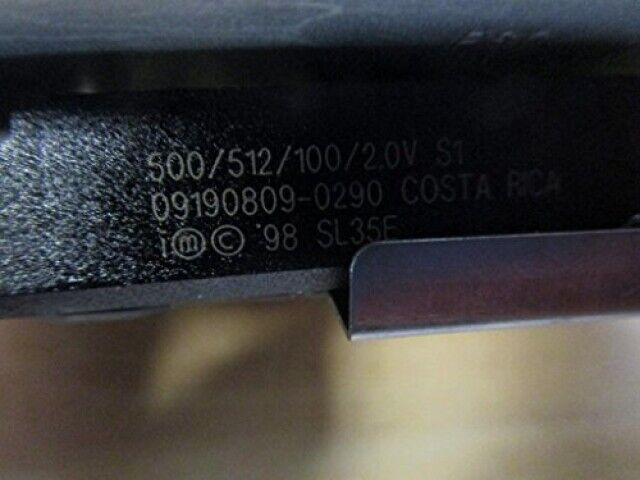 500/512/100/2.0V S1
09190809-0290 COSTA RICA
i ⓜ © '98 SL35E